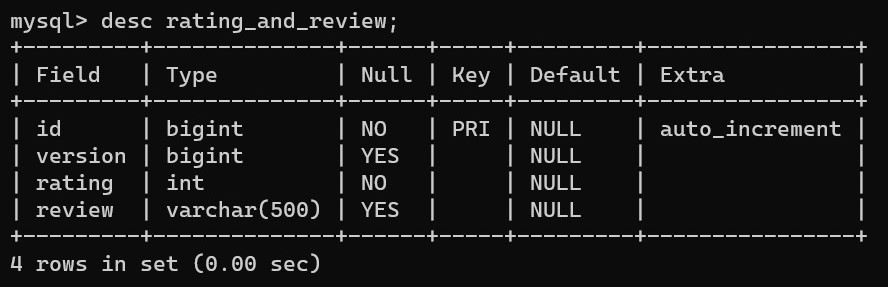 mysql> desc rating_and_review;
+---------+--------------+------+-----+---------+----------------+
| Field   | Type         | Null | Key | Default | Extra          |
+---------+--------------+------+-----+---------+----------------+
| id      | bigint       | NO   | PRI | NULL    | auto_increment |
| version | bigint       | YES  |     | NULL    |                |
| rating  | int          | NO   |     | NULL    |                |
| review  | varchar(500) | YES  |     | NULL    |                |
+---------+--------------+------+-----+---------+----------------+
4 rows in set (0.00 sec)